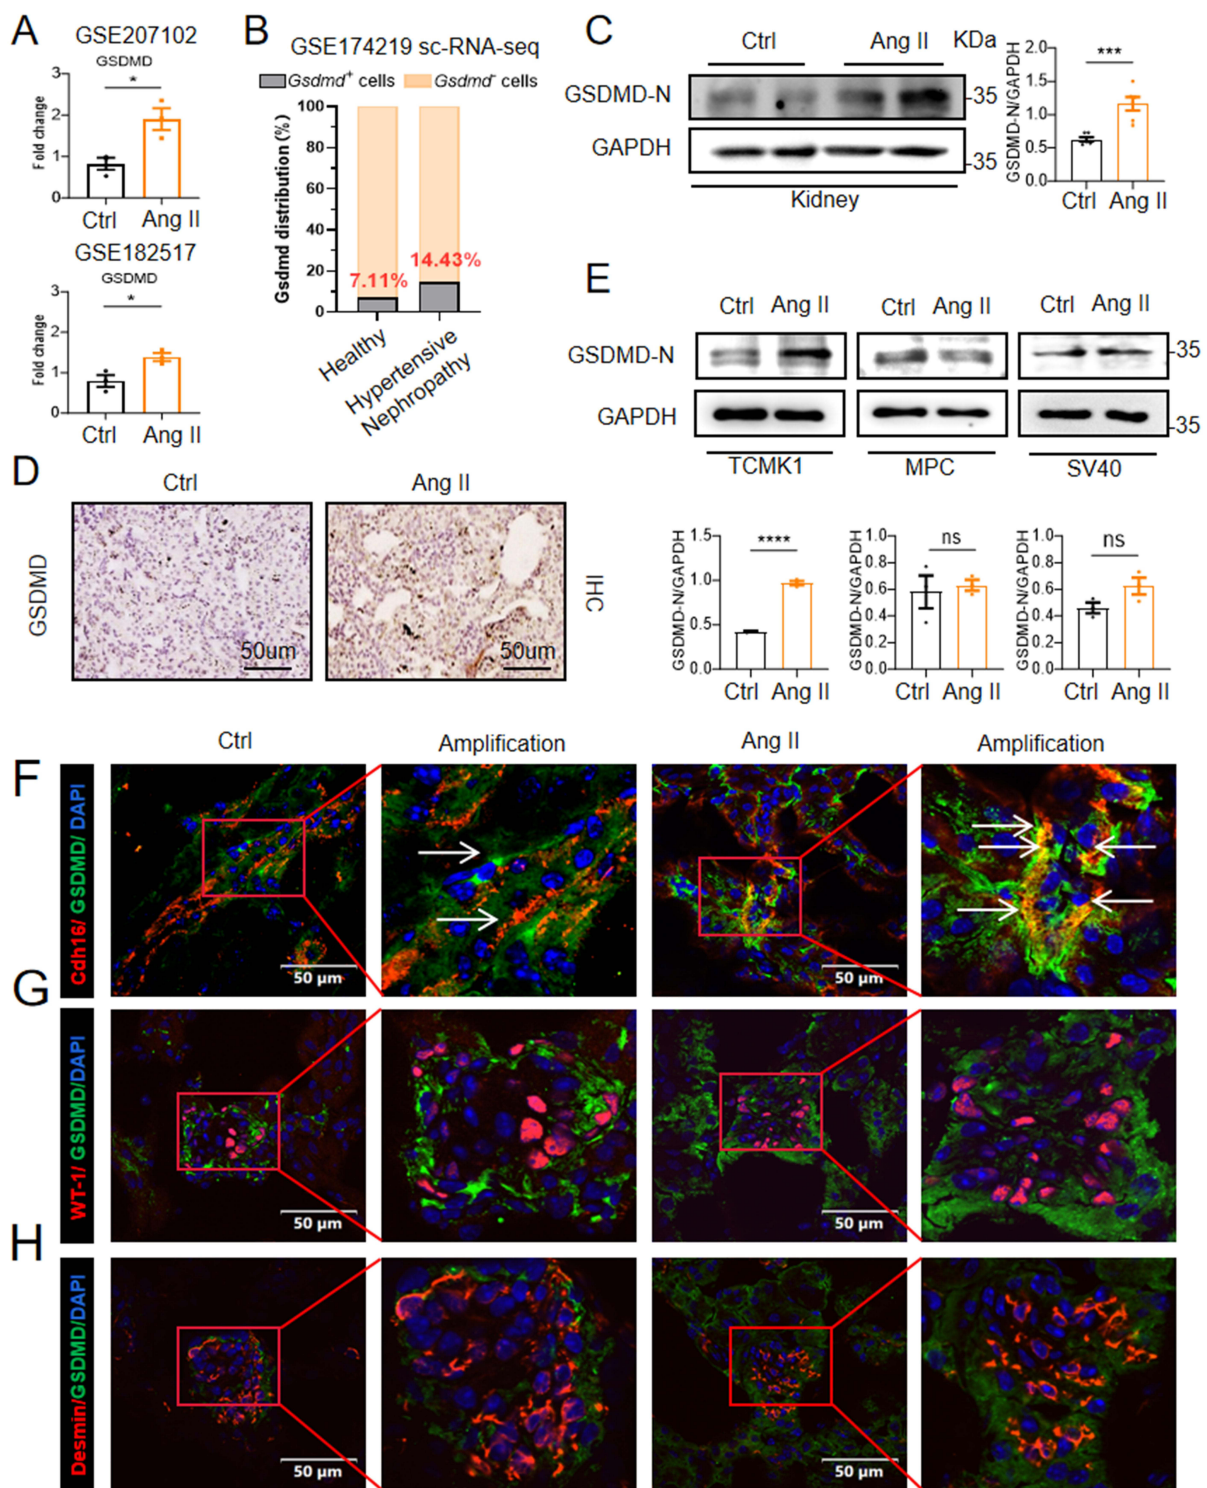 A
GSE207102
GSDMD
*
Fold change
3
2
1
0
Ctrl Ang II
GSE182517
GSDMD
*
Fold change
3
2
1
0
Ctrl Ang II
B
GSE174219 sc-RNA-seq
Gsdmd+ cells Gsdmd- cells
Gsdmd distribution (%)
100
80
60
40
20
0
7.11%
14.43%
Healthy
Hypertensive
Nephropathy
C
Ctrl Ang II KDa
GSDMD-N
-35
GAPDH
-35
Kidney
GSDMD-N/GAPDH
2.0
1.5
1.0
0.5
0.0
***
Ctrl Ang II
D
Ctrl Ang II
GSDMD
50um
50um
IHC
E
Ctrl Ang II Ctrl Ang II Ctrl Ang II
GSDMD-N
-35
GAPDH
-35
TCMK1 MPC SV40
GSDMD-N/GAPDH
1.5
1.0
0.5
0.0
****
Ctrl Ang II
GSDMD-N/GAPDH
1.0
0.8
0.6
0.4
0.2
0.0
ns
Ctrl Ang II
GSDMD-N/GAPDH
1.0
0.8
0.6
0.4
0.2
0.0
ns
Ctrl Ang II
Ctrl Amplification Ang II Amplification
F
Cdh16/ GSDMD/ DAPI
50 µm
50 µm
G
WT-1/ GSDMD/DAPI
50 µm
50 µm
H
Desmin/GSDMD/DAPI
50 µm
50 µm